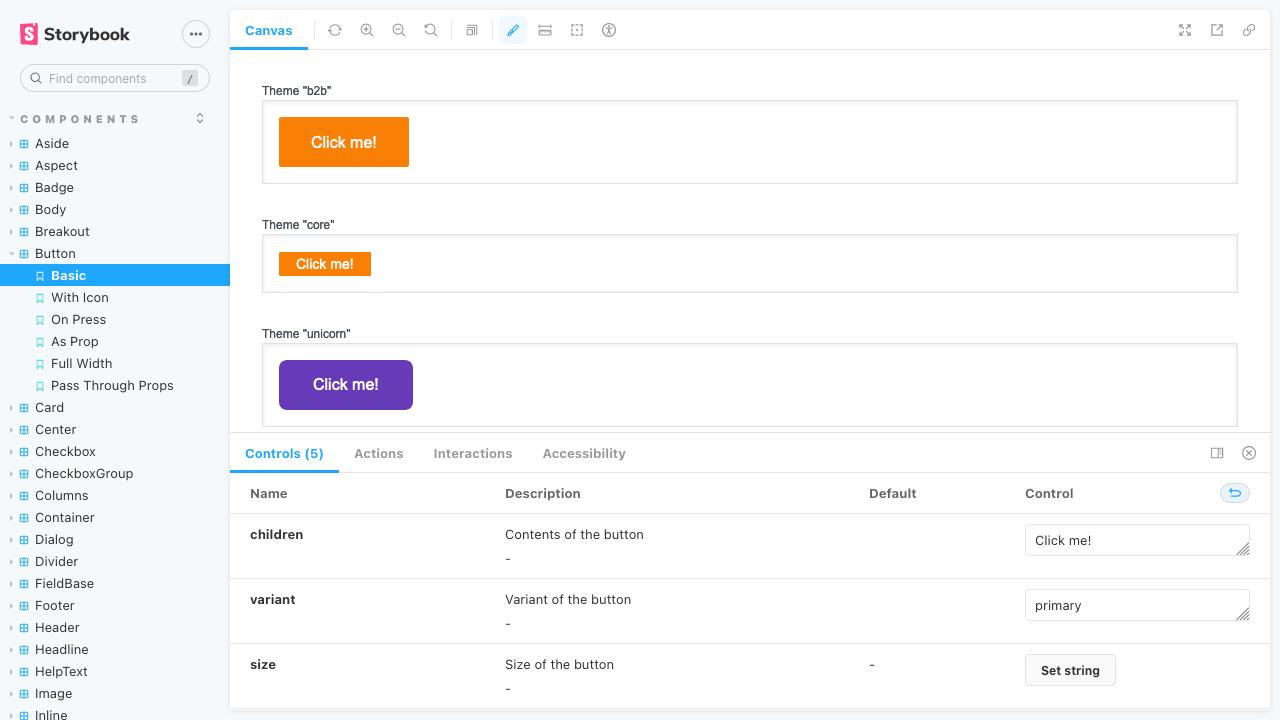 Storybook
Find components
/
COMPONENTS
Aside
Aspect
Badge
Body
Breakout
Button
Basic
With Icon
On Press
As Prop
Full Width
Pass Through Props
Card
Center
Checkbox
CheckboxGroup
Columns
Container
Dialog
Divider
FieldBase
Footer
Header
Headline
HelpText
Image
Inline
Canvas
Theme "b2b"
Click me!
Theme "core"
Click me!
Theme "unicorn"
Click me!
Controls (5) Actions Interactions Accessibility
Name Description Default Control
children Contents of the button Click me!
-
variant Variant of the button primary
-
size Size of the button - Set string
-